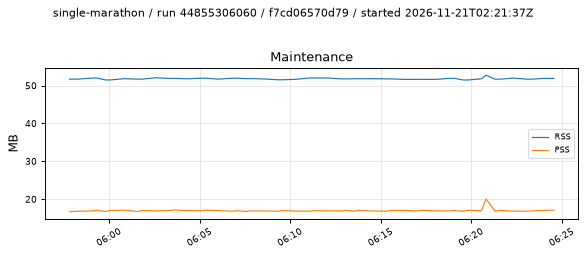 single-marathon / run 44855306060 / f7cd06570d79 / started 2026-11-21T02:21:37Z
Maintenance
MB
50
40
30
20
RSS
PSS
06:00
06:05
06:10
06:15
06:20
06:25